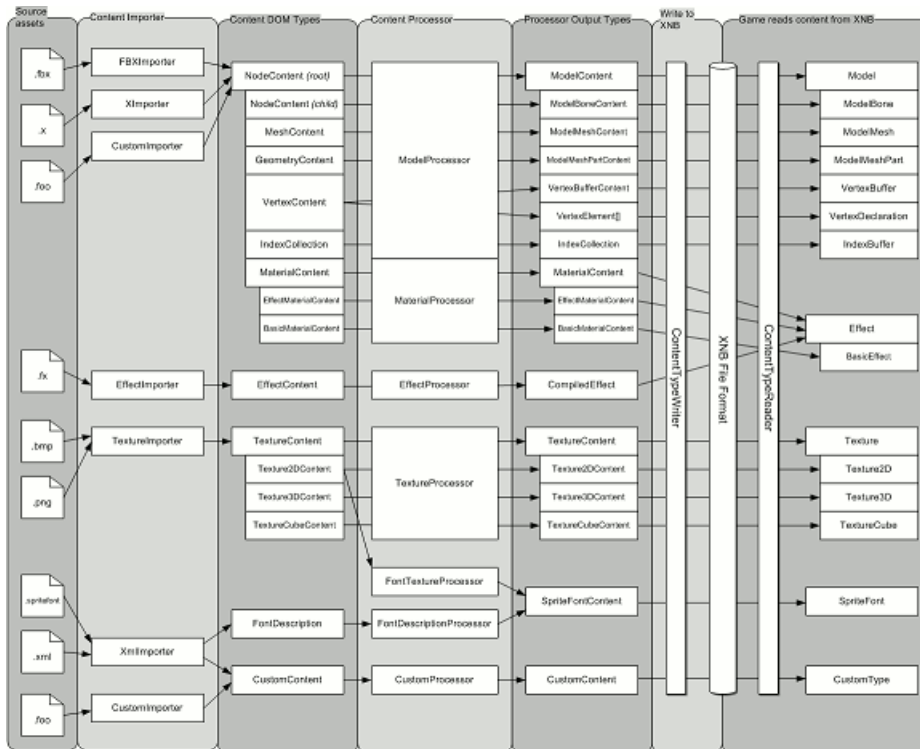 Source assets
Content Importer
Content DOM Types
Content Processor
Processor Output Types
Write to XNB
Game reads content from XNB
.fbx
.x
.foo
.fx
.bmp
.png
.spritefont
.xml
.foo
FBXImporter
XImporter
CustomImporter
EffectImporter
TextureImporter
XmlImporter
CustomImporter
NodeContent (root)
NodeContent (child)
MeshContent
GeometryContent
VertexContent
IndexCollection
MaterialContent
EffectMaterialContent
BasicMaterialContent
EffectContent
TextureContent
Texture2DContent
Texture3DContent
TextureCubeContent
FontDescription
CustomContent
ModelProcessor
MaterialProcessor
EffectProcessor
TextureProcessor
FontTextureProcessor
FontDescriptionProcessor
CustomProcessor
ModelContent
ModelBoneContent
ModelMeshContent
ModelMeshPartContent
VertexBufferContent
VertexElement[]
IndexCollection
MaterialContent
EffectMaterialContent
BasicMaterialContent
CompiledEffect
TextureContent
Texture2DContent
Texture3DContent
TextureCubeContent
SpriteFontContent
CustomContent
ContentTypeWriter
XNB File Format
ContentTypeReader
Model
ModelBone
ModelMesh
ModelMeshPart
VertexBuffer
VertexDeclaration
IndexBuffer
Effect
BasicEffect
Texture
Texture2D
Texture3D
TextureCube
SpriteFont
CustomType